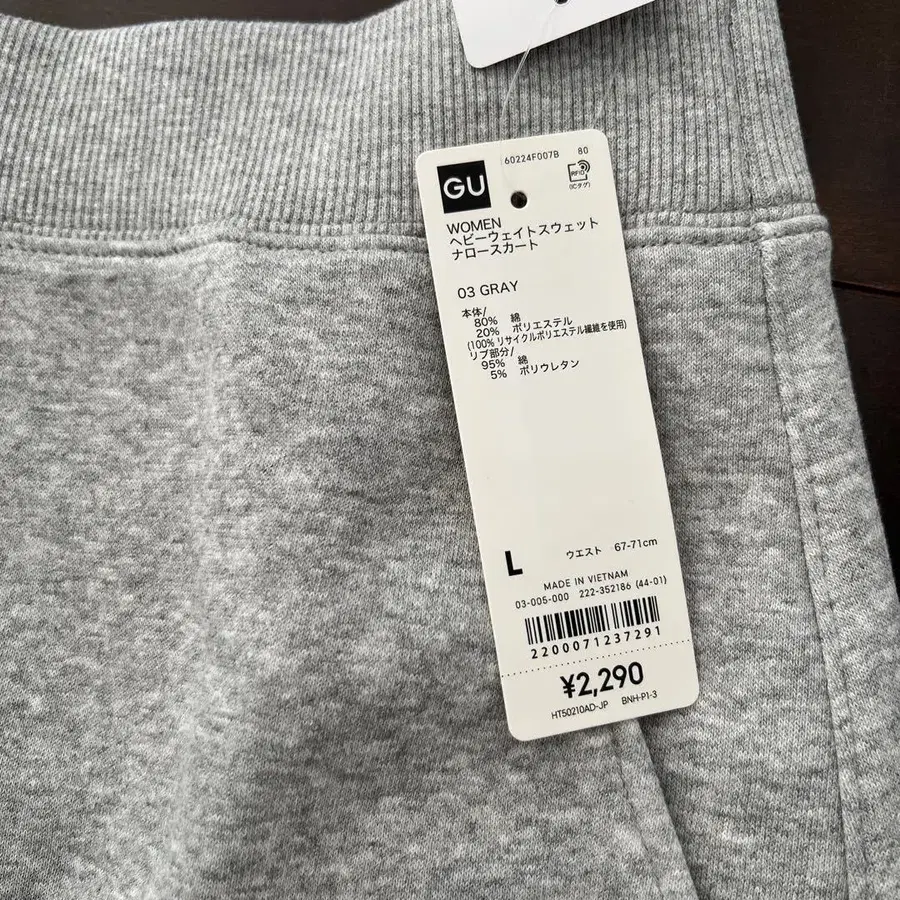 60224F007B 80
GU
RFID
(ICタグ)
WOMEN
ヘビーウェイトスウェット
ナロースカート
03 GRAY
本体/
80% 綿
20% ポリエステル
(100% リサイクルポリエステル繊維を使用)
リブ部分/
95% 綿
5% ポリウレタン
L ウエスト 67-71cm
MADE IN VIETNAM
03-005-000 222-352186 (44-01)
2200071237291
¥2,290
HT50210AD-JP BNH-P1-3